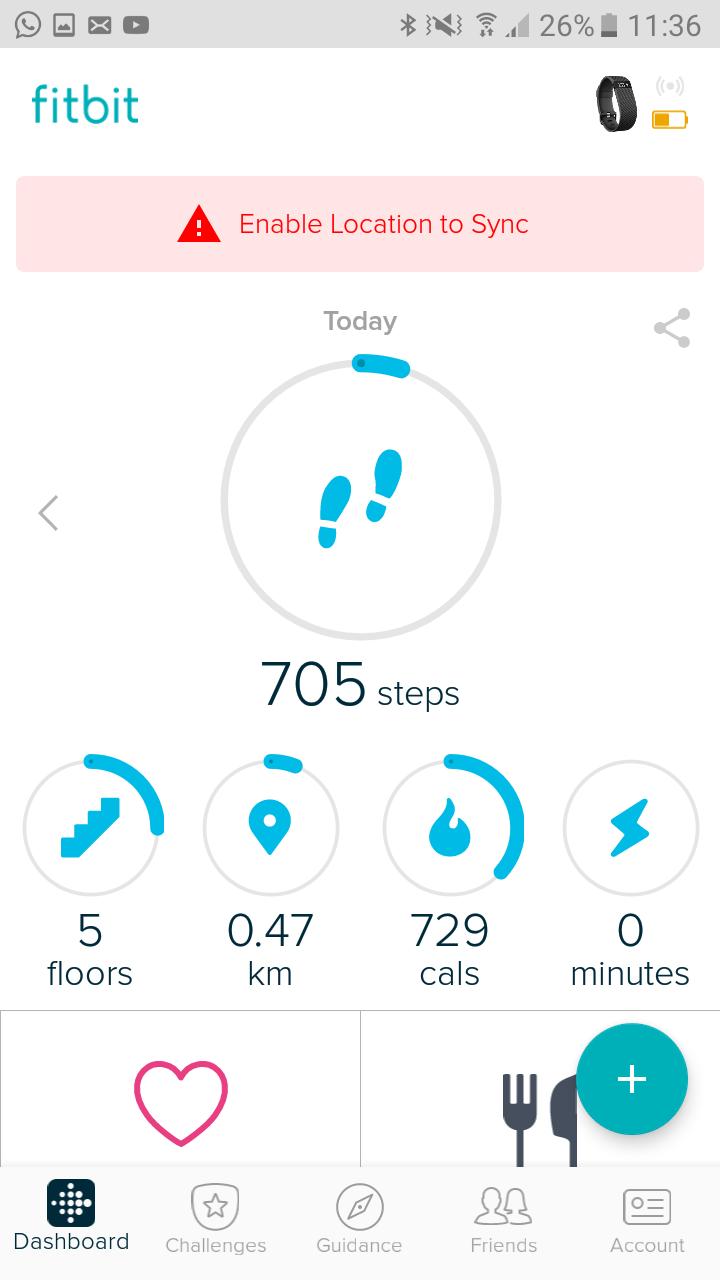 26% 11:36
fitbit
Enable Location to Sync
Today
705 steps
5 0.47 729 0
floors km cals minutes
Dashboard Challenges Guidance Friends Account